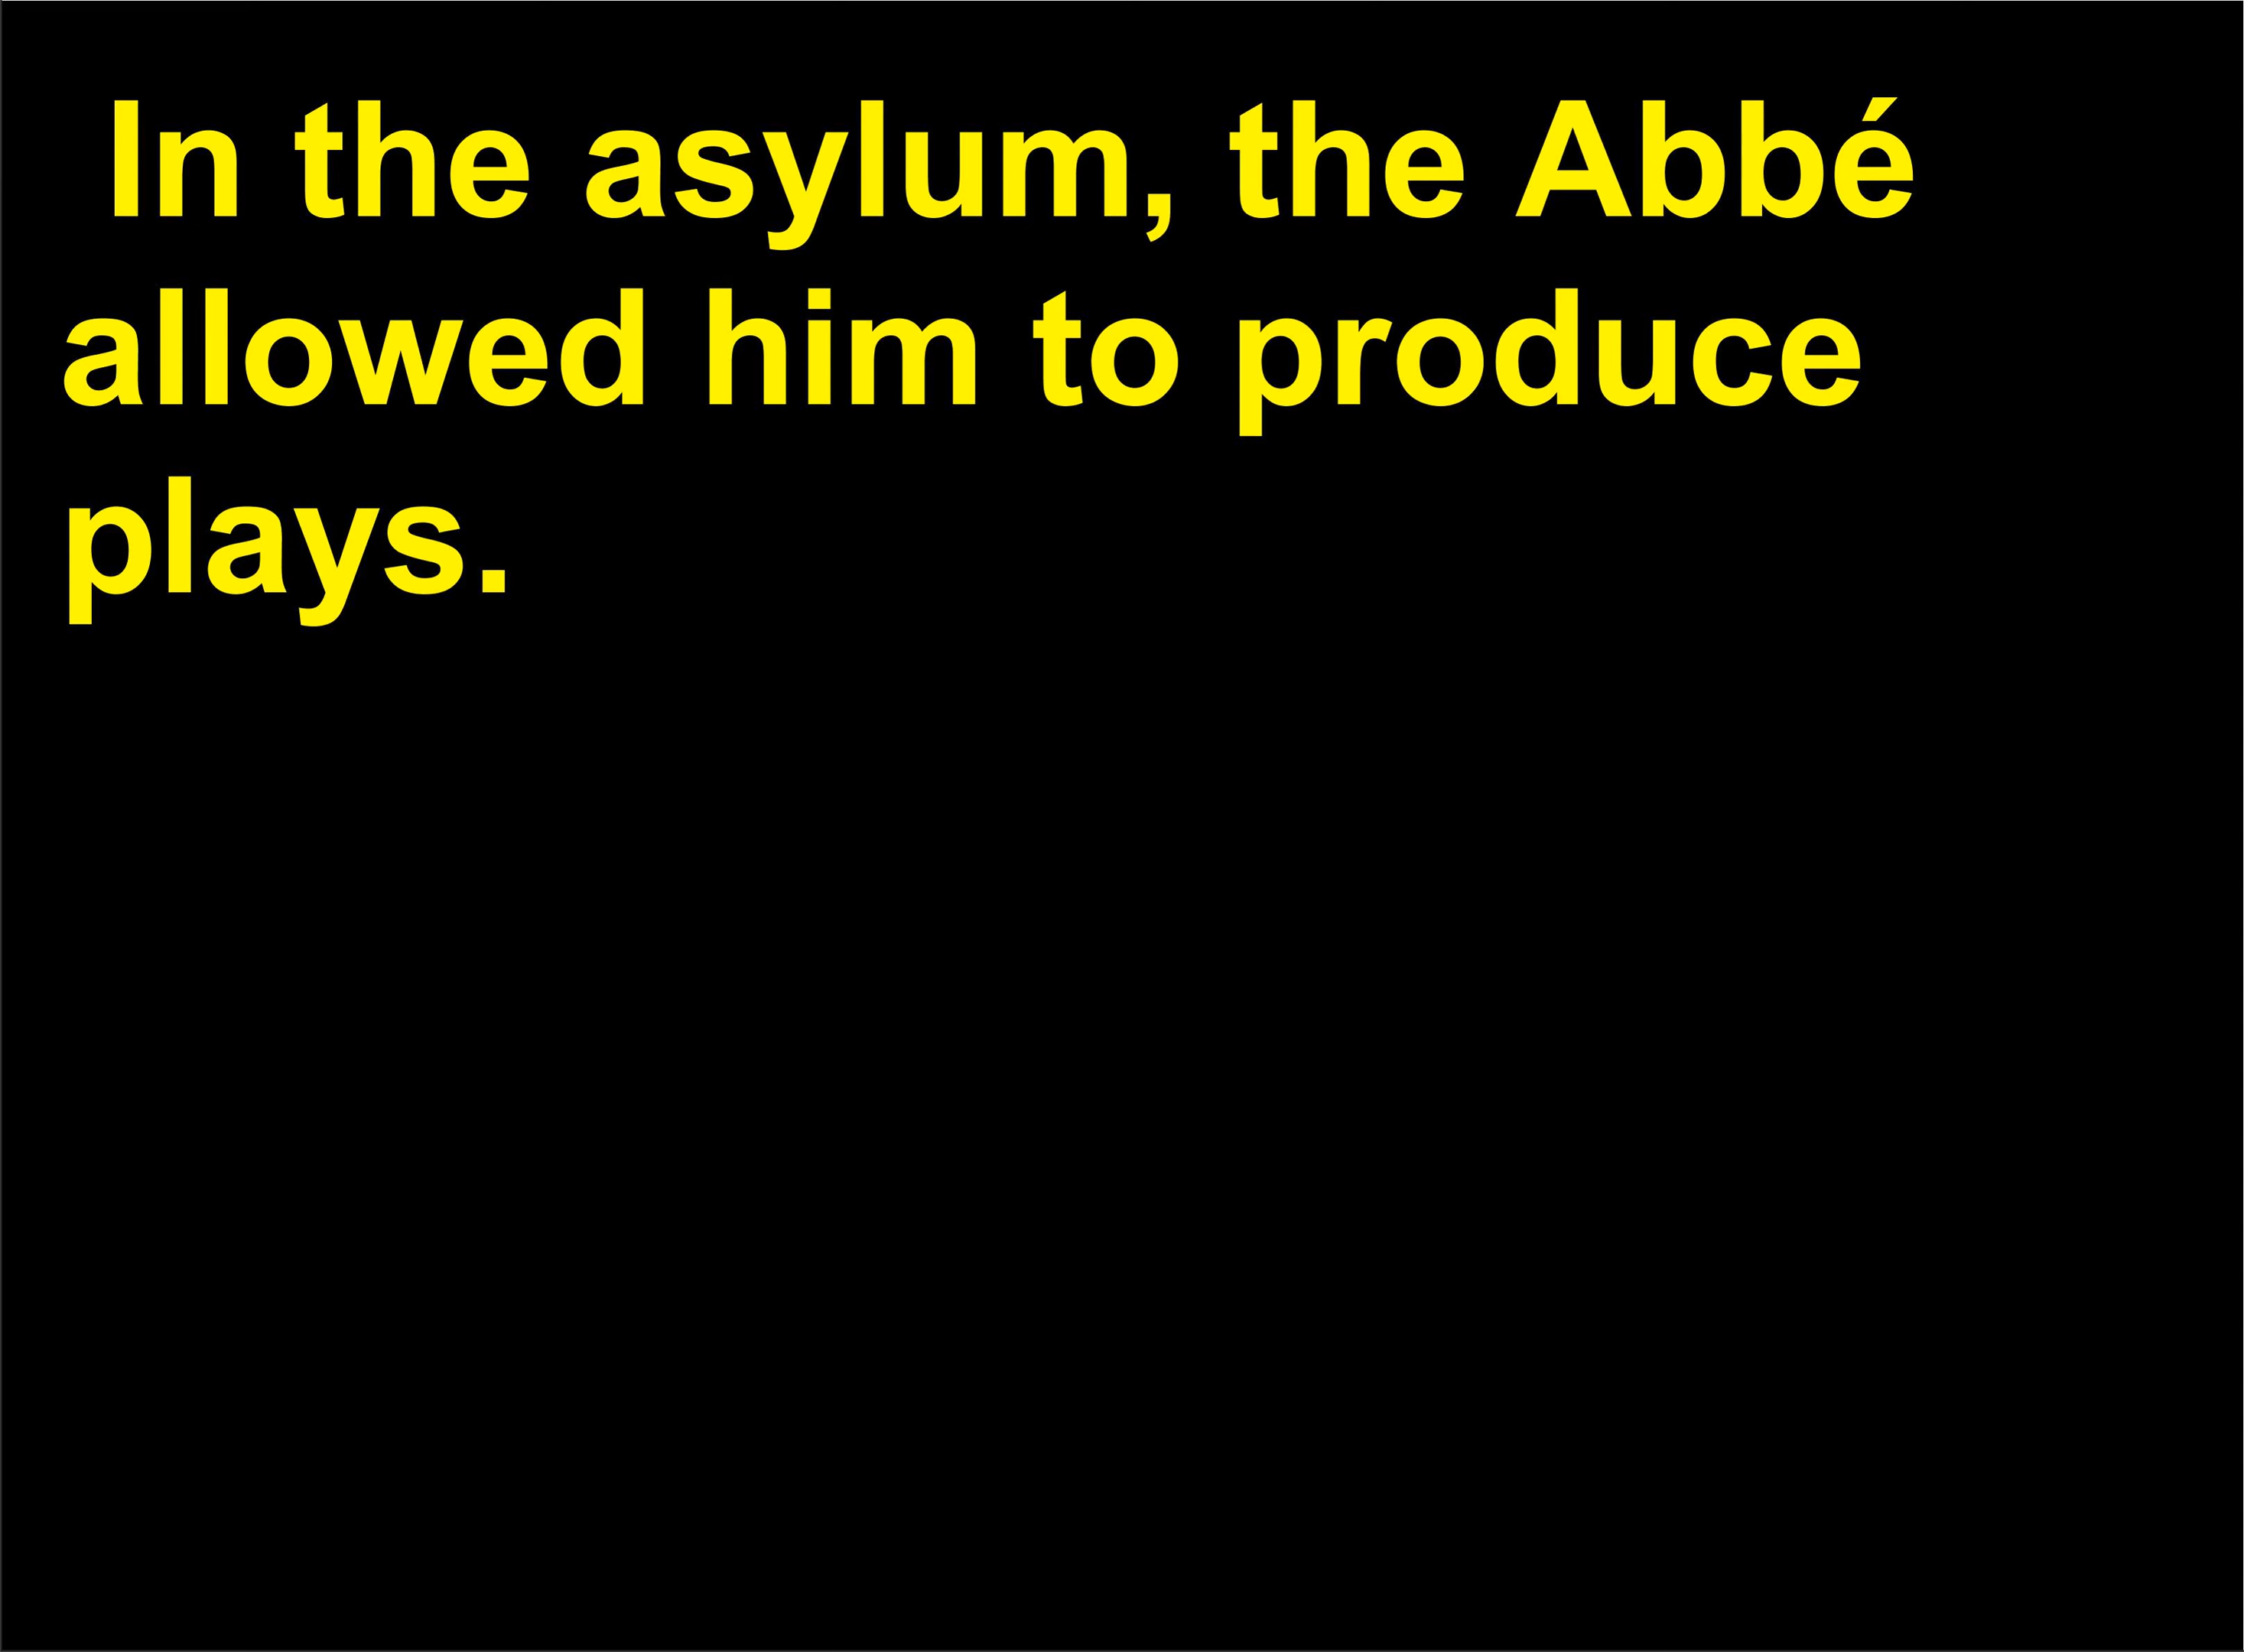 In the asylum, the Abbé
allowed him to produce
plays.